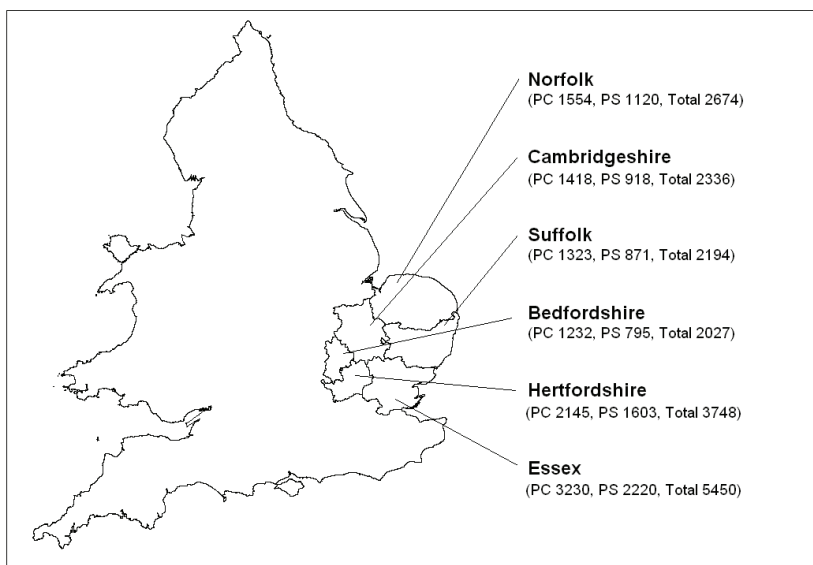 Norfolk
(PC 1554, PS 1120, Total 2674)
Cambridgeshire
(PC 1418, PS 918, Total 2336)
Suffolk
(PC 1323, PS 871, Total 2194)
Bedfordshire
(PC 1232, PS 795, Total 2027)
Hertfordshire
(PC 2145, PS 1603, Total 3748)
Essex
(PC 3230, PS 2220, Total 5450)